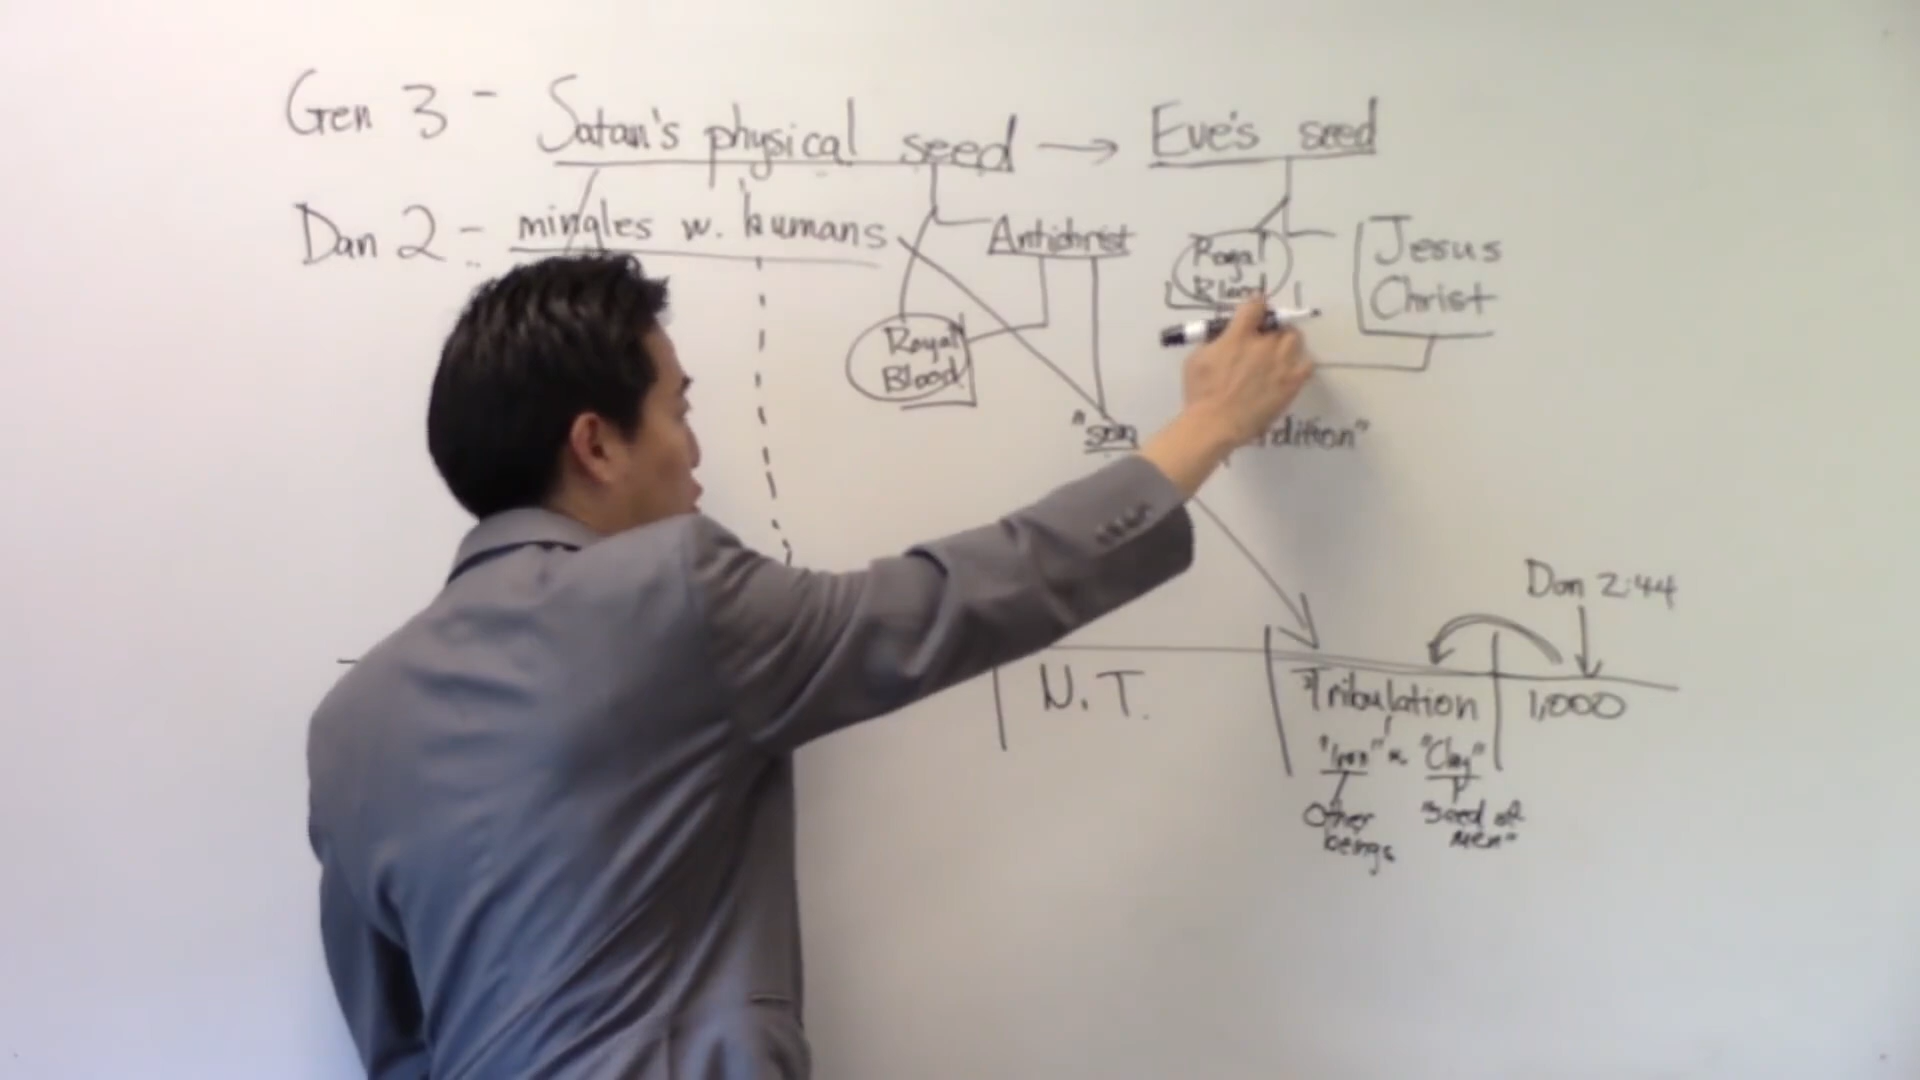 Gen 3 - Satan's physical seed → Eve's seed
Dan 2 - mingles w. humans
Antichrist
Royal
Blood
Jesus
Christ
Royal
Blood
"son
Dan 2:44
N.T.
Tribulation
1,000
"Iron" "Clay"
Other
beings
"Seed of
Men"